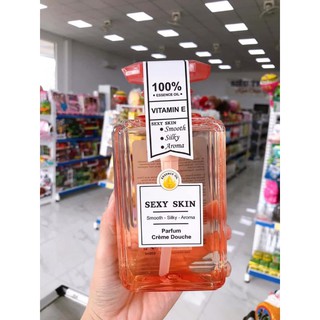 100%
ESSENCE OIL
VITAMIN E
SEXY SKIN
Smooth
Silky
Aroma
SEXY SKIN
Smooth - Silky - Aroma
Parfum
Crème Douche